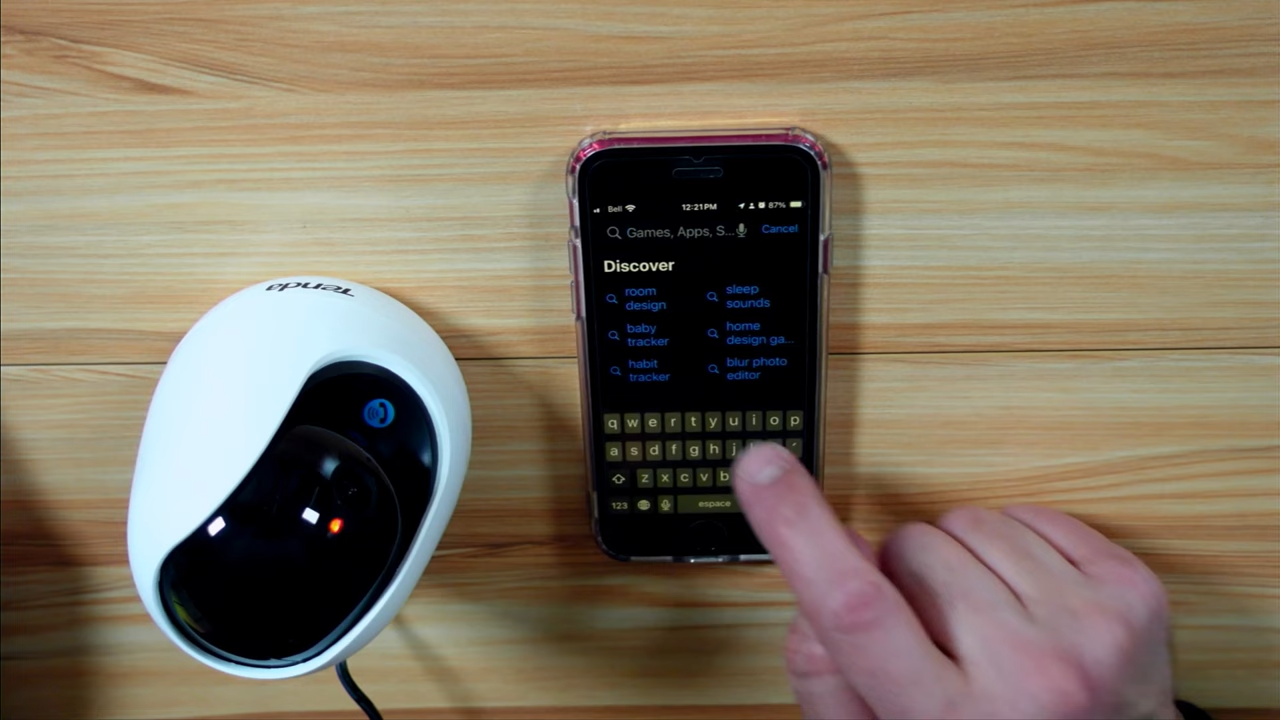 Tenda
Bell 12:21 PM 87%
Games, Apps, S... Cancel
Discover
room design
sleep sounds
baby tracker
home design ga...
habit tracker
blur photo editor
q w e r t y u i o p
a s d f g h j
z x c v b
123 espace